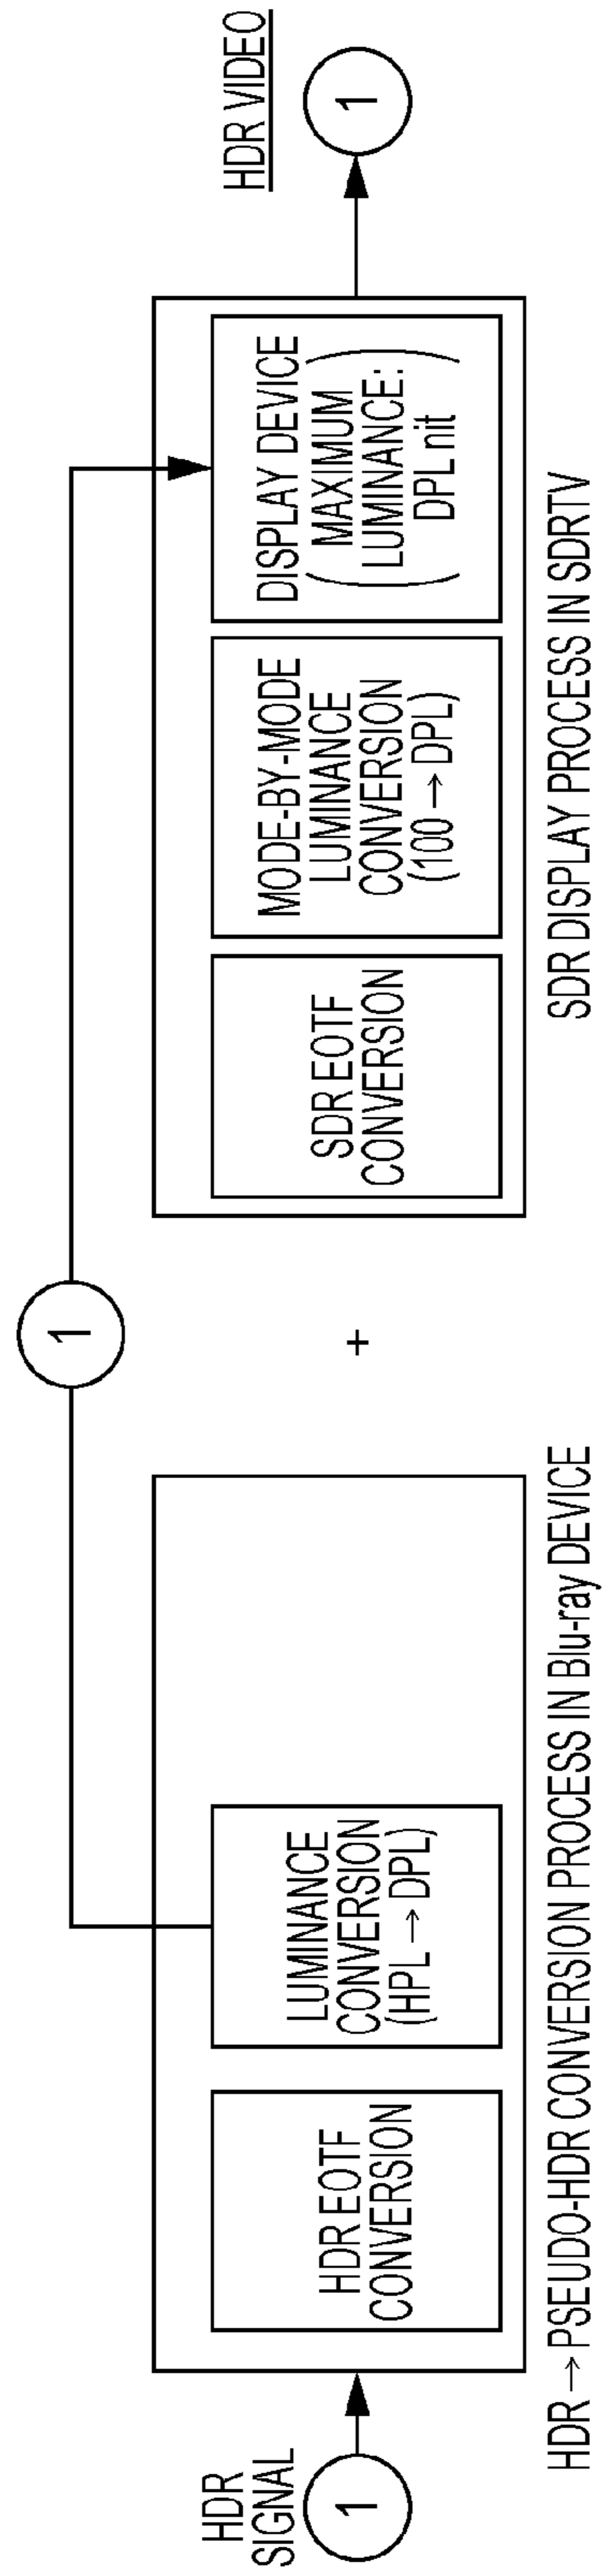 HDR
SIGNAL
1
HDR EOTF
CONVERSION
LUMINANCE
CONVERSION
(HPL → DPL)
HDR → PSEUDO-HDR CONVERSION PROCESS IN Blu-ray DEVICE
1
+
SDR EOTF
CONVERSION
MODE-BY-MODE
LUMINANCE
CONVERSION
(100 → DPL)
DISPLAY DEVICE
(MAXIMUM
LUMINANCE:
DPL nit)
SDR DISPLAY PROCESS IN SDRTV
HDR VIDEO
1